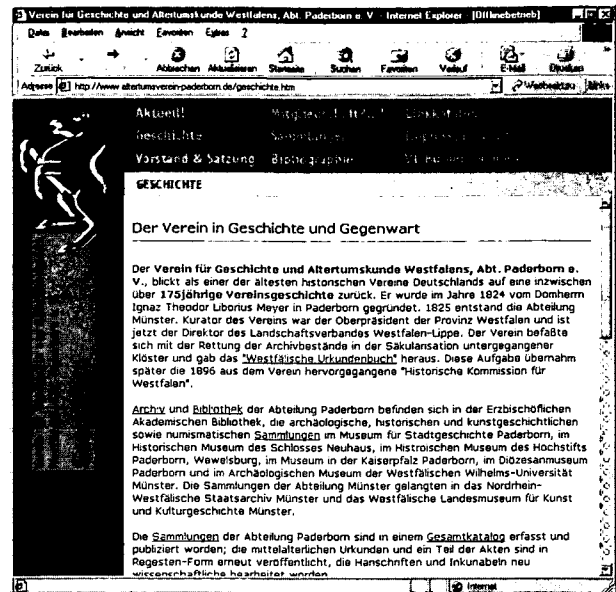 Verein für Geschichte und Altertumskunde Westfalens, Abt. Paderborn e. V - Internet Explorer - [Offlinebetrieb]
Datei Bearbeiten Ansicht Favoriten Extras ?
Zurück Abbrechen Aktualisieren Startseite Suchen Favoriten Verlauf E-Mail Drucken
Adresse http://www.altertumsverein-paderborn.de/geschichte.htm Links
Aktuell
Geschichte Sammlungen
Vorstand & Satzung Bibliographie
GESCHICHTE
Der Verein in Geschichte und Gegenwart
Der Verein für Geschichte und Altertumskunde Westfalens, Abt. Paderborn e.
V., blickt als einer der ältesten historischen Vereine Deutschlands auf eine inzwischen
über 175jährige Vereinsgeschichte zurück. Er wurde im Jahre 1824 vom Domherrn
Ignaz Theodor Liborius Meyer in Paderborn gegründet. 1825 entstand die Abteilung
Münster. Kurator des Vereins war der Oberpräsident der Provinz Westfalen und ist
jetzt der Direktor des Landschaftsverbandes Westfalen-Lippe. Der Verein befaßte
sich mit der Rettung der Archivbestände in der Säkularisation untergegangener
Klöster und gab das "Westfälische Urkundenbuch" heraus. Diese Aufgabe übernahm
später die 1896 aus dem Verein hervorgegangene "Historische Kommission für
Westfalen".
Archiv und Bibliothek der Abteilung Paderborn befinden sich in der Erzbischöflichen
Akademischen Bibliothek, die archäologische, historischen und kunstgeschichtlichen
sowie numismatischen Sammlungen im Museum für Stadtgeschichte Paderborn, im
Historischen Museum des Schlosses Neuhaus, im Histroischen Museum des Hochstifts
Paderborn, Wewelsburg, im Museum in der Kaiserpfalz Paderborn, im Diözesanmuseum
Paderborn und im Archäologischen Museum der Westfälischen Wilhelms-Universität
Münster. Die Sammlungen der Abteilung Münster gelangten in das Nordrhein-
Westfälische Staatsarchiv Münster und das Westfälische Landesmuseum für Kunst
und Kulturgeschichte Münster.
Die Sammlungen der Abteilung Paderborn sind in einem Gesamtkatalog erfasst und
publiziert worden; die mittelalterlichen Urkunden und ein Teil der Akten sind in
Regesten-Form erneut veröffentlicht, die Handschriften und Inkunabeln neu
wissenschaftliche bearbeitet worden
Internet